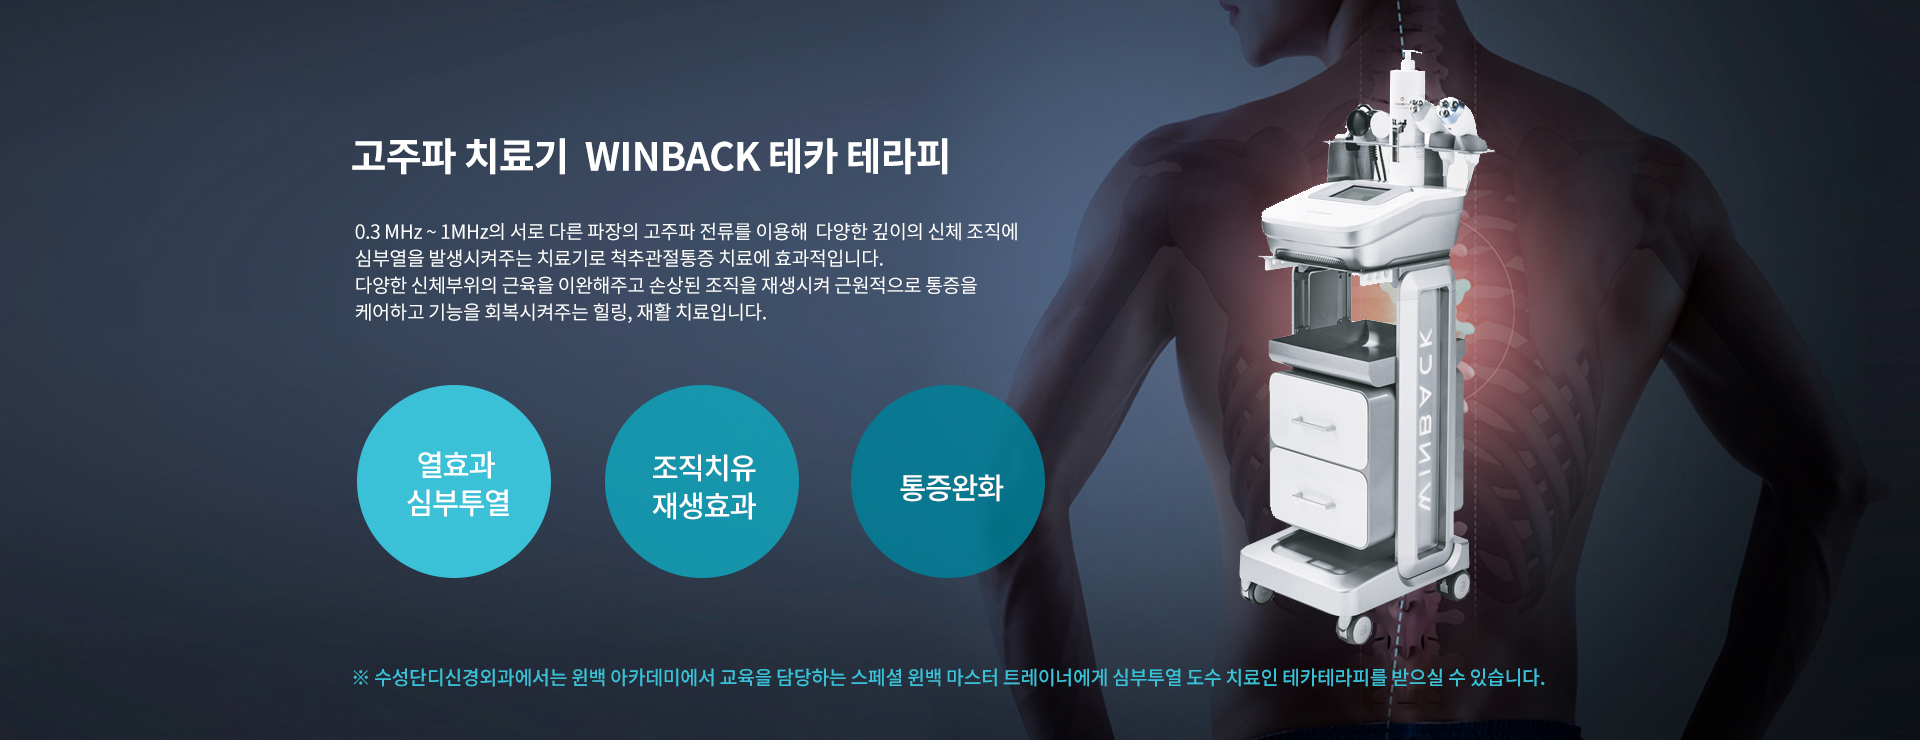 고주파 치료기 WINBACK 테카 테라피
0.3 MHz ~ 1MHz의 서로 다른 파장의 고주파 전류를 이용해 다양한 깊이의 신체 조직에
심부열을 발생시켜주는 치료기로 척추관절통증 치료에 효과적입니다.
다양한 신체부위의 근육을 이완해주고 손상된 조직을 재생시켜 근원적으로 통증을
케어하고 기능을 회복시켜주는 힐링, 재활 치료입니다.
열효과
심부투열
조직치유
재생효과
통증완화
WINBACK
※ 수성단디신경외과에서는 윈백 아카데미에서 교육을 담당하는 스페셜 윈백 마스터 트레이너에게 심부투열 도수 치료인 테카테라피를 받으실 수 있습니다.